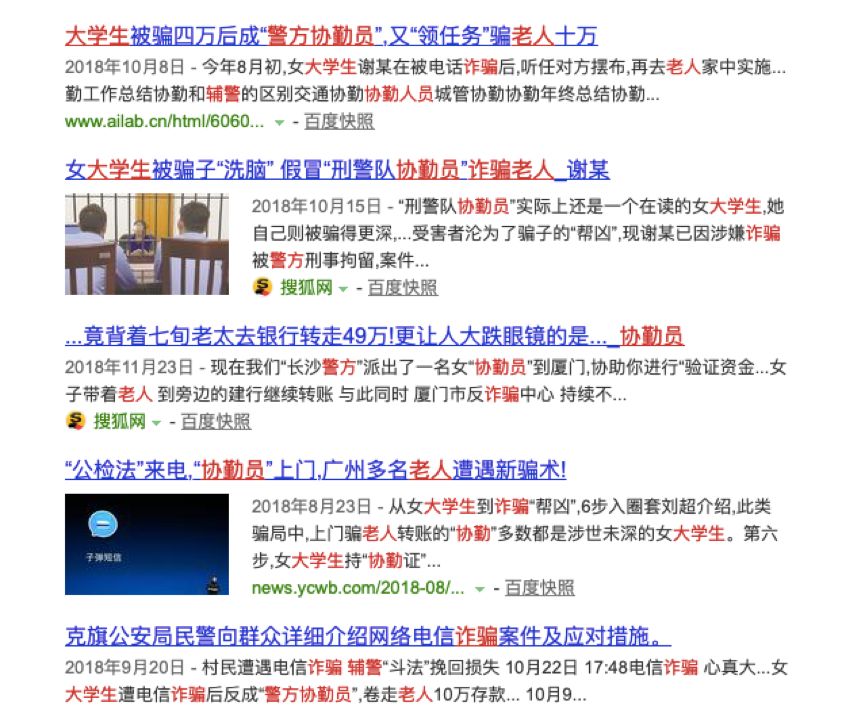 大学生被骗四万后成“警方协勤员”,又“领任务”骗老人十万
2018年10月8日 - 今年8月初,女大学生谢某在被电话诈骗后,听任对方摆布,再去老人家中实施...
勤工作总结协勤和辅警的区别交通协勤协勤人员城管协勤协勤年终总结协勤...
www.ailab.cn/html/6060... - 百度快照
女大学生被骗子“洗脑” 假冒“刑警队协勤员”诈骗老人_谢某
2018年10月15日 - “刑警队协勤员”实际上还是一个在读的女大学生,她
自己则被骗得更深,...受害者沦为了骗子的“帮凶”,现谢某已因涉嫌诈骗
被警方刑事拘留,案件...
搜狐网 - 百度快照
...竟背着七旬老太去银行转走49万!更让人大跌眼镜的是..._协勤员
2018年11月23日 - 现在我们“长沙警方”派出了一名女“协勤员”到厦门,协助你进行“验证资金...女
子带着老人 到旁边的建行继续转账 与此同时 厦门市反诈骗中心 持续不...
搜狐网 - 百度快照
“公检法”来电,“协勤员”上门,广州多名老人遭遇新骗术!
2018年8月23日 - 从女大学生到诈骗“帮凶”,6步入圈套刘超介绍,此类
骗局中,上门骗老人转账的“协勤”多数都是涉世未深的女大学生。第六
步,女大学生持“协勤证”...
子弹短信
news.ycwb.com/2018-08/... - 百度快照
克旗公安局民警向群众详细介绍网络电信诈骗案件及应对措施。
2018年9月20日 - 村民遭遇电信诈骗 辅警“斗法”挽回损失 10月22日 17:48电信诈骗 心真大...女
大学生遭电信诈骗后反成“警方协勤员”,卷走老人10万存款... 10月9...